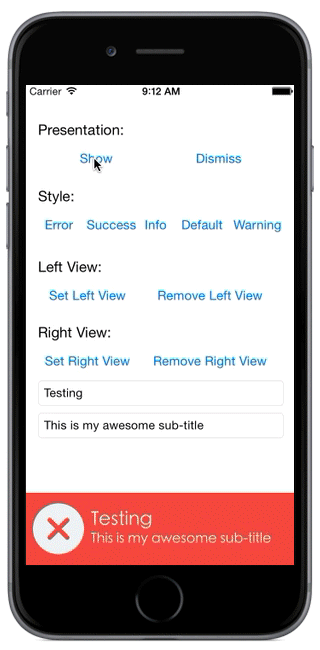 Carrier 9:12 AM
Presentation:
Show Dismiss
Style:
Error Success Info Default Warning
Left View:
Set Left View Remove Left View
Right View:
Set Right View Remove Right View
Testing
This is my awesome sub-title
Testing
This is my awesome sub-title